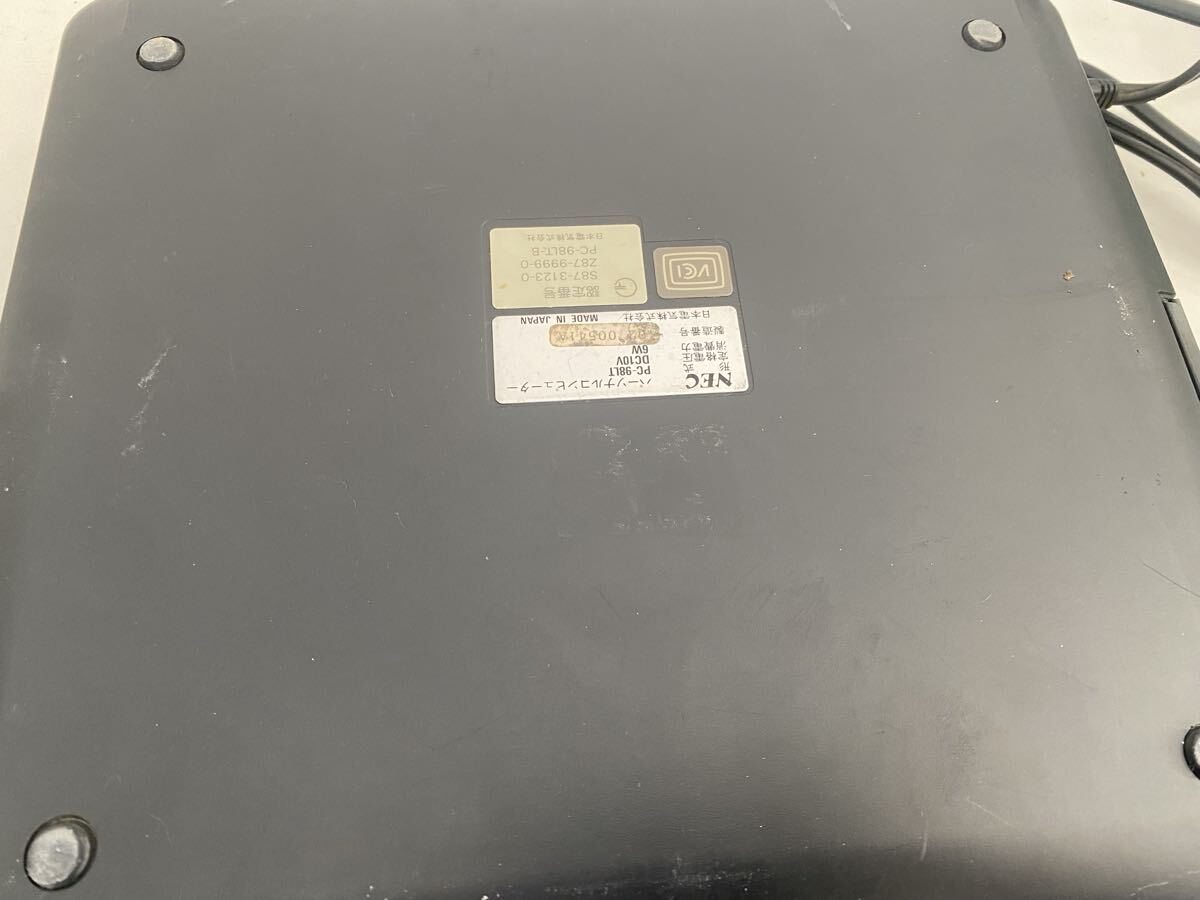 NEC パーソナルコンピューター
形式 PC-98LT
定格電圧 DC10V
消費電力 6W
製造番号
日本電気株式会社 MADE IN JAPAN
VCI
認定番号
S87-3123-0
Z87-9999-0
PC-98LT-B
日本電気株式会社